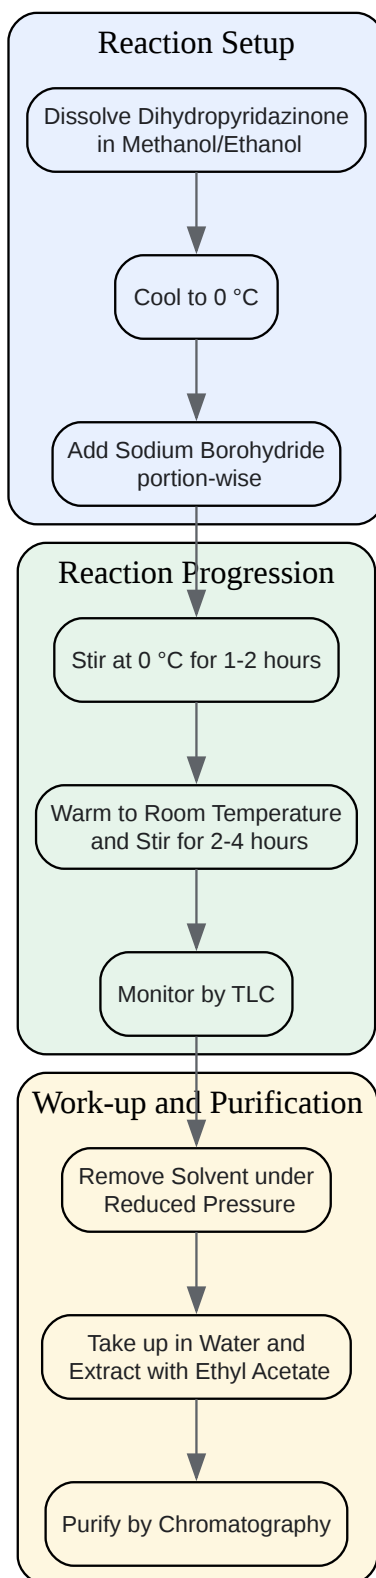 Reaction Setup
Dissolve Dihydropyridazinone
in Methanol/Ethanol
Cool to 0 °C
Add Sodium Borohydride
portion-wise
Reaction Progression
Stir at 0 °C for 1-2 hours
Warm to Room Temperature
and Stir for 2-4 hours
Monitor by TLC
Work-up and Purification
Remove Solvent under
Reduced Pressure
Take up in Water and
Extract with Ethyl Acetate
Purify by Chromatography